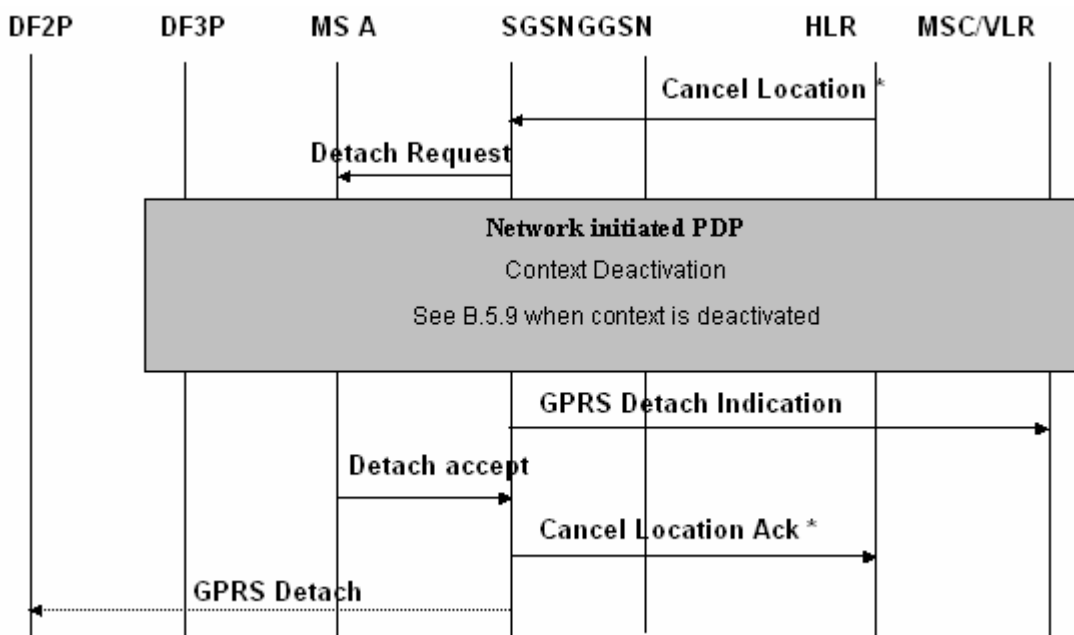 DF2P DF3P MS A SGSNGGSN HLR MSC/VLR
Cancel Location *
Detach Request
Network initiated PDP
Context Deactivation
See B.5.9 when context is deactivated
GPRS Detach Indication
Detach accept
Cancel Location Ack *
GPRS Detach